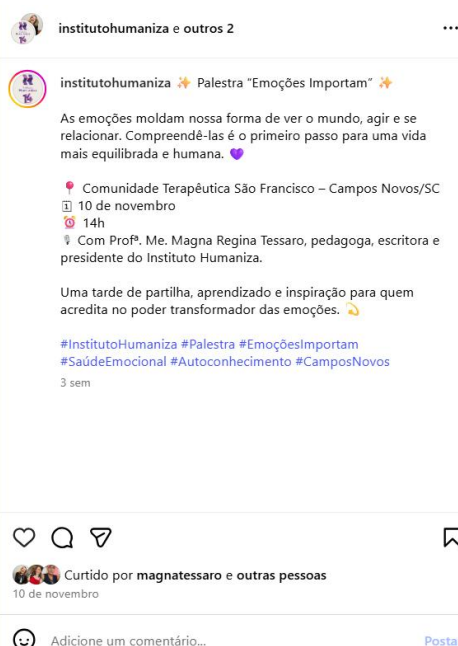 institutohumaniza e outros 2
institutohumaniza ✨ Palestra “Emoções Importam” ✨
As emoções moldam nossa forma de ver o mundo, agir e se
relacionar. Compreendê-las é o primeiro passo para uma vida
mais equilibrada e humana. 💜
📍 Comunidade Terapêutica São Francisco – Campos Novos/SC
🗓 10 de novembro
⏰ 14h
🎙 Com Profª. Me. Magna Regina Tessaro, pedagoga, escritora e
presidente do Instituto Humaniza.
Uma tarde de partilha, aprendizado e inspiração para quem
acredita no poder transformador das emoções. 💫
#InstitutoHumaniza #Palestra #EmoçõesImportam
#SaúdeEmocional #Autoconhecimento #CamposNovos
3 sem
Curtido por magnatessaro e outras pessoas
10 de novembro
Adicione um comentário...
Posta